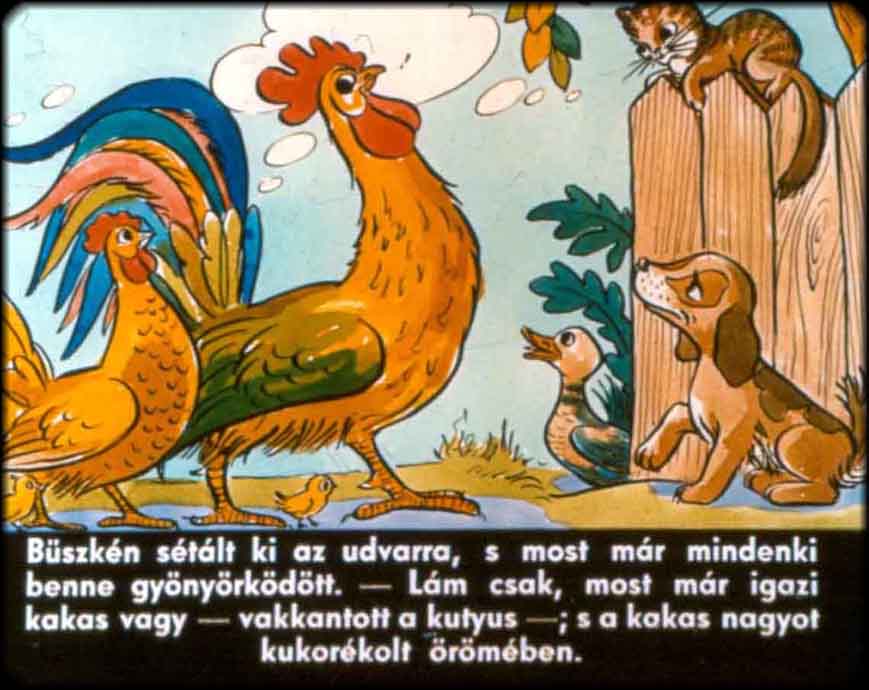 Büszkén sétált ki az udvarra, s most már mindenki
benne gyönyörködött. — Lám csak, most már igazi
kakas vagy — vakkantott a kutyus —; s a kakas nagyot
kukorékolt örömében.